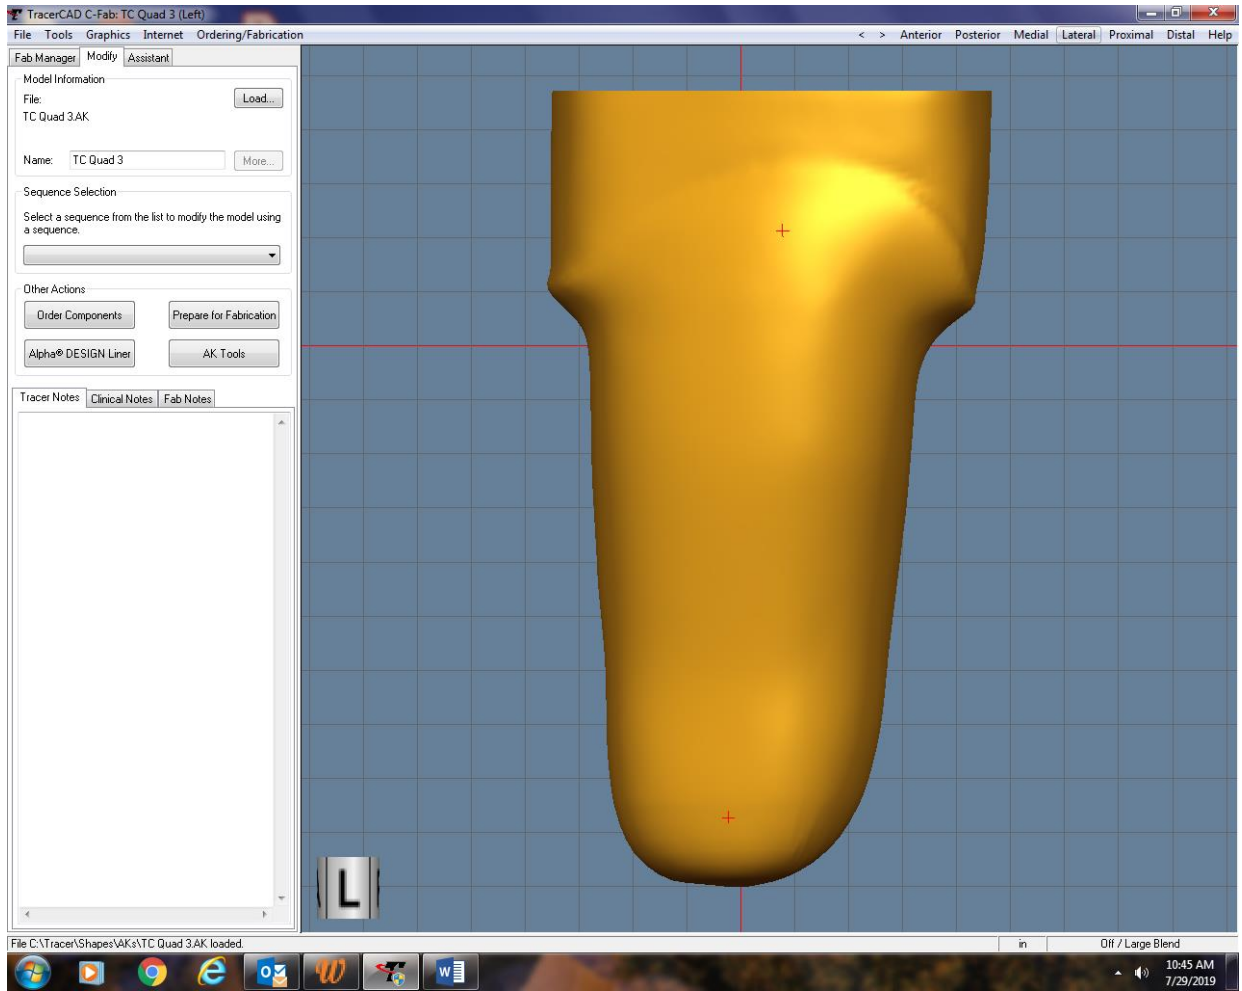 TracerCAD C-Fab: TC Quad 3 (Left)
File Tools Graphics Internet Ordering/Fabrication < > Anterior Posterior Medial Lateral Proximal Distal Help
Fab Manager Modify Assistant
Model Information
File: Load...
TC Quad 3.AK
Name: TC Quad 3 More...
Sequence Selection
Select a sequence from the list to modify the model using
a sequence.
Other Actions
Order Components Prepare for Fabrication
Alpha® DESIGN Liner AK Tools
Tracer Notes Clinical Notes Fab Notes
L
File C:\Tracer\Shapes\AKs\TC Quad 3.AK loaded. in Off / Large Blend
10:45 AM
7/29/2019